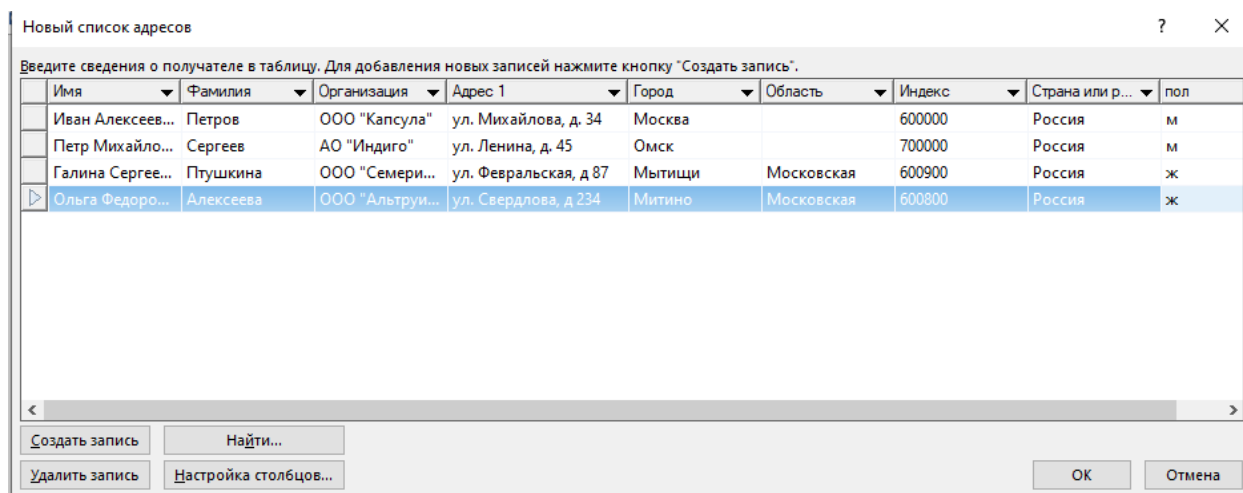 Новый список адресов
Введите сведения о получателе в таблицу. Для добавления новых записей нажмите кнопку "Создать запись".
Имя Фамилия Организация Адрес 1 Город Область Индекс Страна или р... пол
Иван Алексеев... Петров ООО "Капсула" ул. Михайлова, д. 34 Москва 600000 Россия м
Петр Михайло... Сергеев АО "Индиго" ул. Ленина, д. 45 Омск 700000 Россия м
Галина Сергее... Птушкина ООО "Семери... ул. Февральская, д 87 Мытищи Московская 600900 Россия ж
Ольга Федоро... Алексеева ООО "Альтруи... ул. Свердлова, д 234 Митино Московская 600800 Россия ж
Создать запись Найти...
Удалить запись Настройка столбцов... ОК Отмена